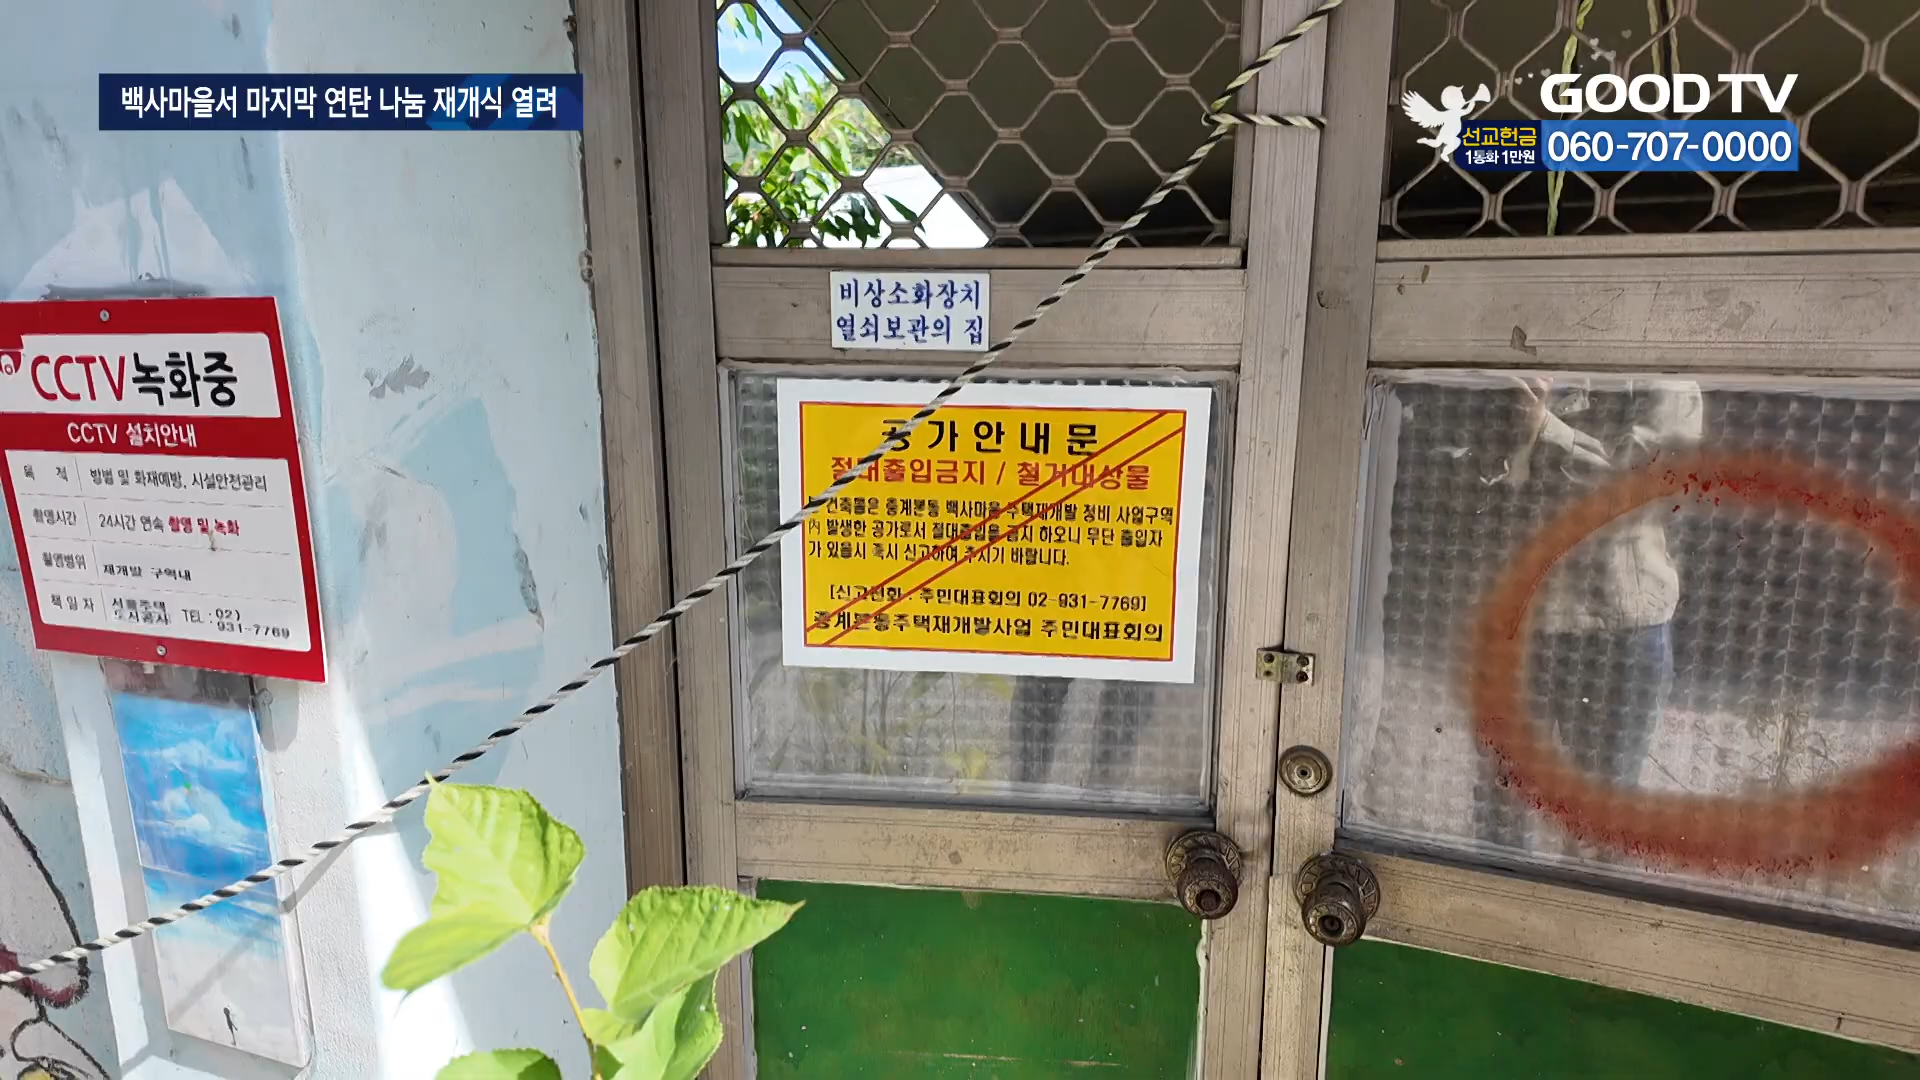 백사마을서 마지막 연탄 나눔 재개식 열려
GOOD TV
선교헌금
1통화 1만원
060-707-0000
비상소화장치
열쇠보관의 집
CCTV녹화중
CCTV 설치안내
목 적 방범 및 화재예방, 시설안전관리
촬영시간 24시간 연속 촬영 및 녹화
촬영범위 재개발 구역내
책임자 서울주택
도시공사 TEL : 02)
931-7769
공가안내문
절대출입금지 / 철거대상물
본 건축물은 중계본동 백사마을 주택재개발 정비 사업구역
內 발생한 공가로서 절대출입을 금지 하오니 무단 출입자
가 있을시 즉시 신고하여 주시기 바랍니다.
[신고전화 : 주민대표회의 02-931-7769]
중계본동주택재개발사업 주민대표회의